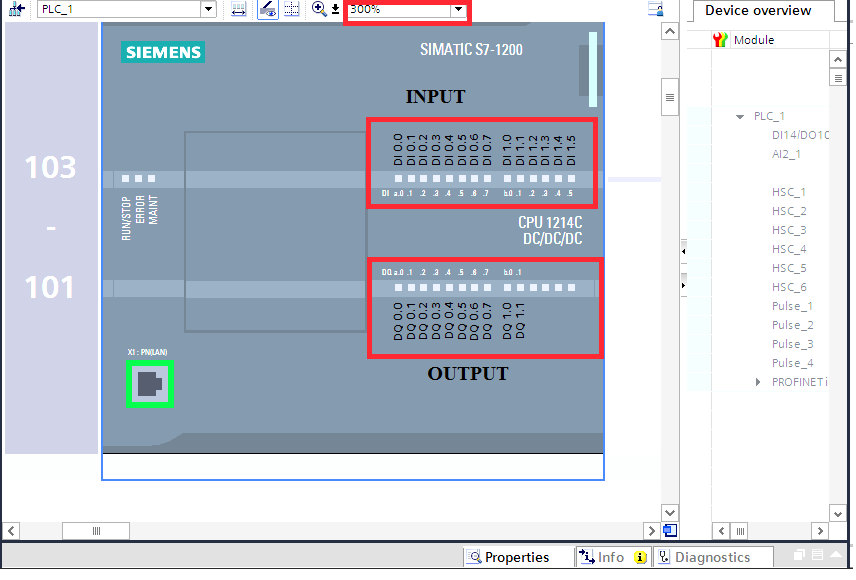 PLC_1
300%
Device overview
Module
SIEMENS
SIMATIC S7-1200
INPUT
DI 0.0 DI 0.1 DI 0.2 DI 0.3 DI 0.4 DI 0.5 DI 0.6 DI 0.7 DI 1.0 DI 1.1 DI 1.2 DI 1.3 DI 1.4 DI 1.5
DI a.0 .1 .2 .3 .4 .5 .6 .7 b.0 .1 .2 .3 .4 .5
103
-
101
RUN/STOP
ERROR
MAINT
CPU 1214C
DC/DC/DC
DQ a.0 .1 .2 .3 .4 .5 .6 .7 b.0 .1
DQ 0.0 DQ 0.1 DQ 0.2 DQ 0.3 DQ 0.4 DQ 0.5 DQ 0.6 DQ 0.7 DQ 1.0 DQ 1.1
OUTPUT
X1 : PN(LAN)
PLC_1
DI14/DO10
AI2_1
HSC_1
HSC_2
HSC_3
HSC_4
HSC_5
HSC_6
Pulse_1
Pulse_2
Pulse_3
Pulse_4
PROFINET i
Properties
Info
Diagnostics